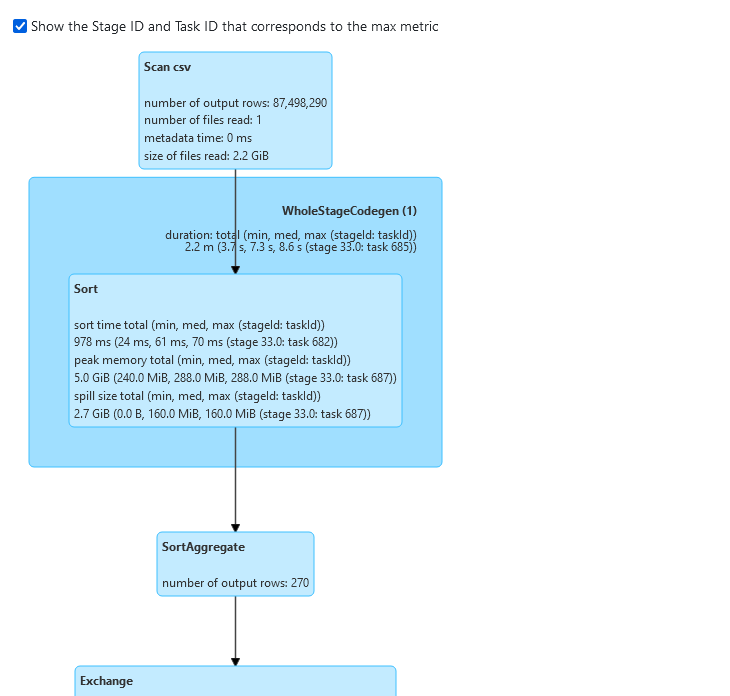 Show the Stage ID and Task ID that corresponds to the max metric
Scan csv
number of output rows: 87,498,290
number of files read: 1
metadata time: 0 ms
size of files read: 2.2 GiB
WholeStageCodegen (1)
duration: total (min, med, max (stageId: taskId))
2.2 m (3.7 s, 7.3 s, 8.6 s (stage 33.0: task 685))
Sort
sort time total (min, med, max (stageId: taskId))
978 ms (24 ms, 61 ms, 70 ms (stage 33.0: task 682))
peak memory total (min, med, max (stageId: taskId))
5.0 GiB (240.0 MiB, 288.0 MiB, 288.0 MiB (stage 33.0: task 687))
spill size total (min, med, max (stageId: taskId))
2.7 GiB (0.0 B, 160.0 MiB, 160.0 MiB (stage 33.0: task 687))
SortAggregate
number of output rows: 270
Exchange